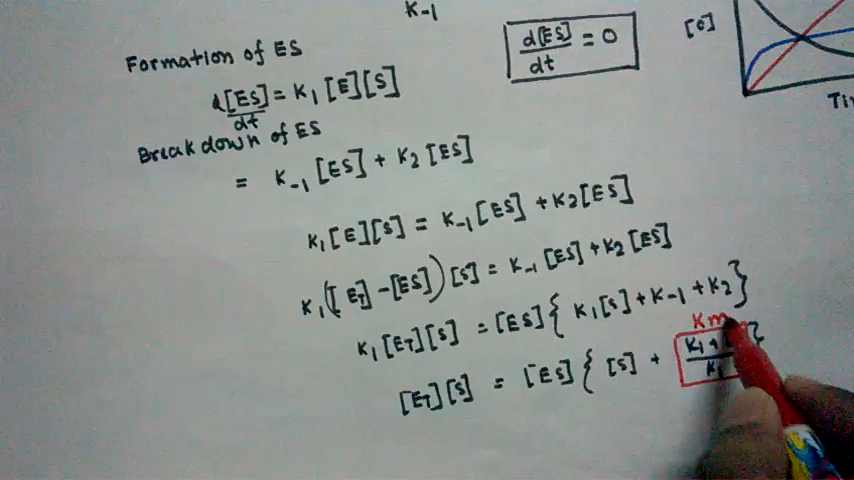 K-1
Formation of ES
d[ES]/dt = K1[E][S]
d[ES]/dt = 0
[c]
Breakdown of ES
= K-1[ES] + K2[ES]
K1[E][S] = K-1[ES] + K2[ES]
K1([ET] - [ES])[S] = K-1[ES] + K2[ES]
K1[ET][S] = [ES]{K1[S] + K-1 + K2}
Km
[ET][S] = [ES]{[S] + K1 + / K1}